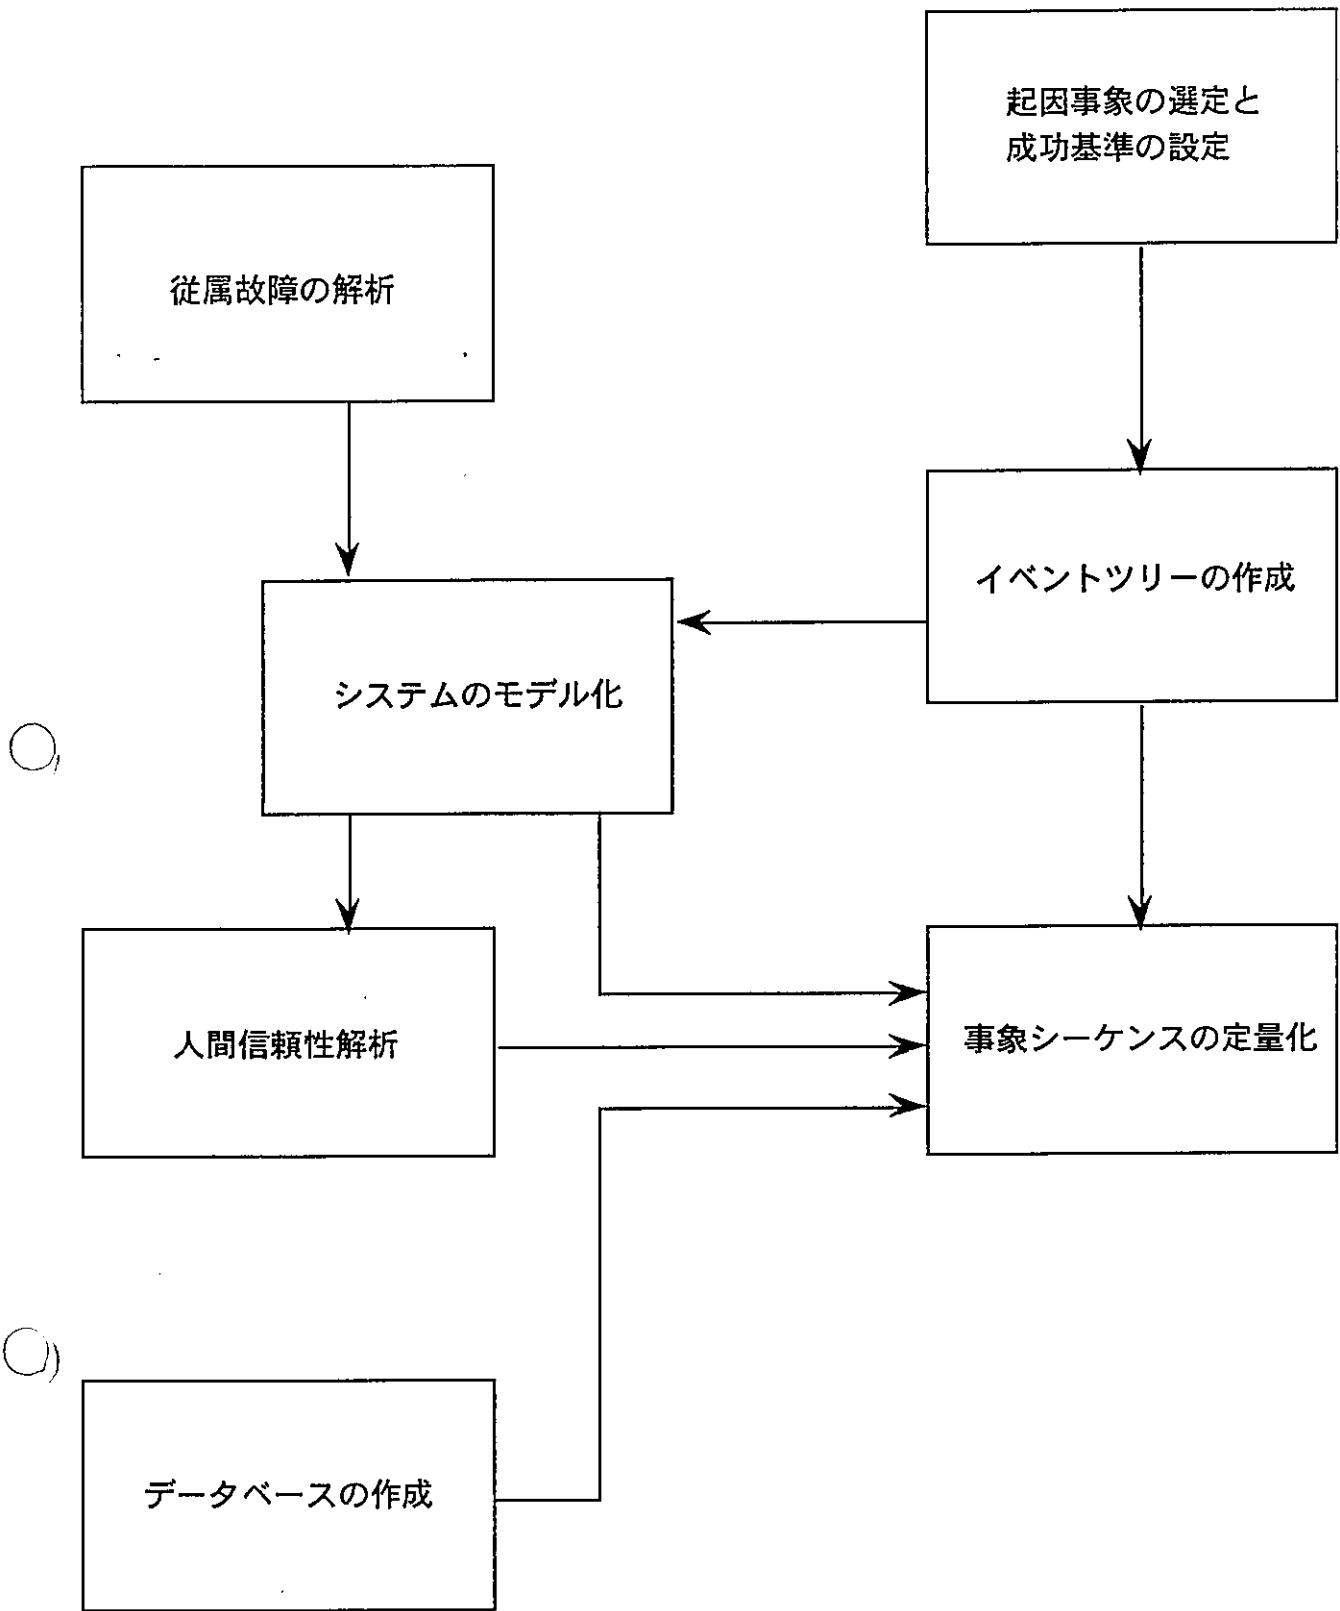 起因事象の選定と
成功基準の設定
従属故障の解析
イベントツリーの作成
システムのモデル化
人間信頼性解析
事象シーケンスの定量化
データベースの作成